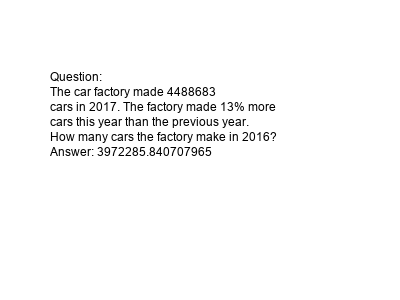 Question:
The car factory made 4488683
cars in 2017. The factory made 13% more
cars this year than the previous year.
How many cars the factory make in 2016?
Answer: 3972285.840707965